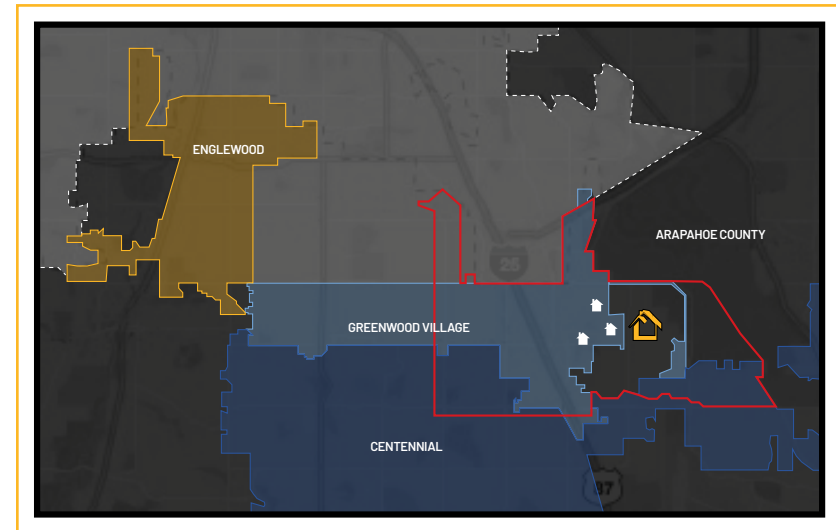 ENGLEWOOD
ARAPAHOE COUNTY
25
GREENWOOD VILLAGE
CENTENNIAL
87